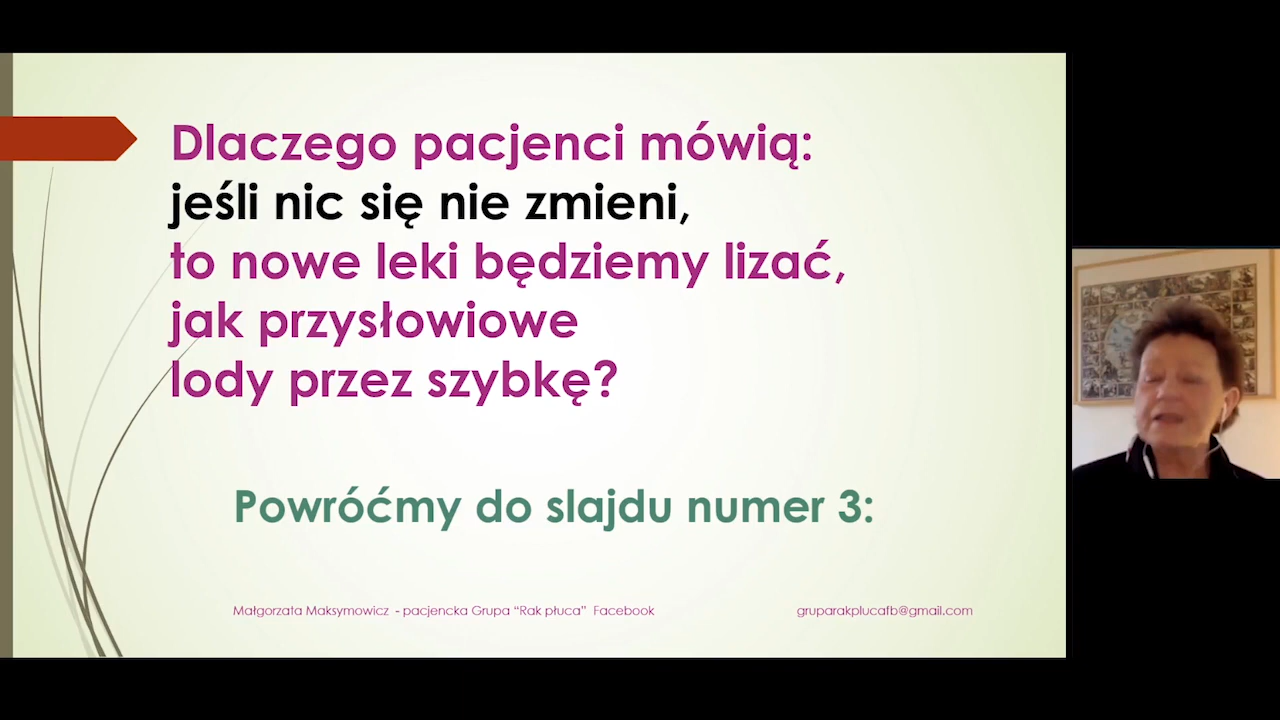 Dlaczego pacjenci mówią:
jeśli nic się nie zmieni,
to nowe leki będziemy lizać,
jak przysłowiowe
lody przez szybkę?
Powróćmy do slajdu numer 3:
Małgorzata Maksymowicz - pacjencka Grupa “Rak płuca” Facebook
gruparakplucafb@gmail.com